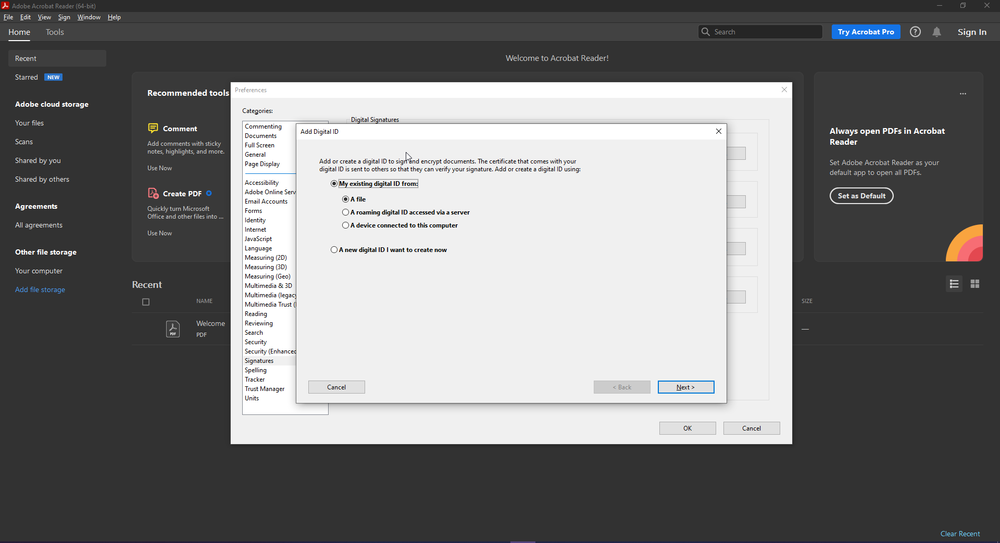 Adobe Acrobat Reader (64-bit)
File Edit View Sign Window Help
Home Tools
Search
Try Acrobat Pro
?
Sign In
Recent
Starred NEW
Adobe cloud storage
Your files
Scans
Shared by you
Shared by others
Agreements
All agreements
Other file storage
Your computer
Add file storage
Welcome to Acrobat Reader!
Recommended tools
Comment
Add comments with sticky
notes, highlights, and more.
Use Now
Create PDF
Quickly turn Microsoft
Office and other files into ...
Use Now
Preferences
Categories:
Commenting
Documents
Full Screen
General
Page Display
Accessibility
Adobe Online Serv
Email Accounts
Forms
Identity
Internet
JavaScript
Language
Measuring (2D)
Measuring (3D)
Measuring (Geo)
Multimedia & 3D
Multimedia (legacy
Multimedia Trust (
Reading
Reviewing
Search
Security
Security (Enhanced
Signatures
Spelling
Tracker
Trust Manager
Units
Digital Signatures
Add Digital ID
Add or create a digital ID to sign and encrypt documents. The certificate that comes with your
digital ID is sent to others so that they can verify your signature. Add or create a digital ID using:
My existing digital ID from:
A file
A roaming digital ID accessed via a server
A device connected to this computer
A new digital ID I want to create now
Cancel
< Back
Next >
OK
Cancel
...
Always open PDFs in Acrobat
Reader
Set Adobe Acrobat Reader as your
default app to open all PDFs.
Set as Default
Recent
NAME
SIZE
Welcome
PDF
PDF
—
Clear Recent